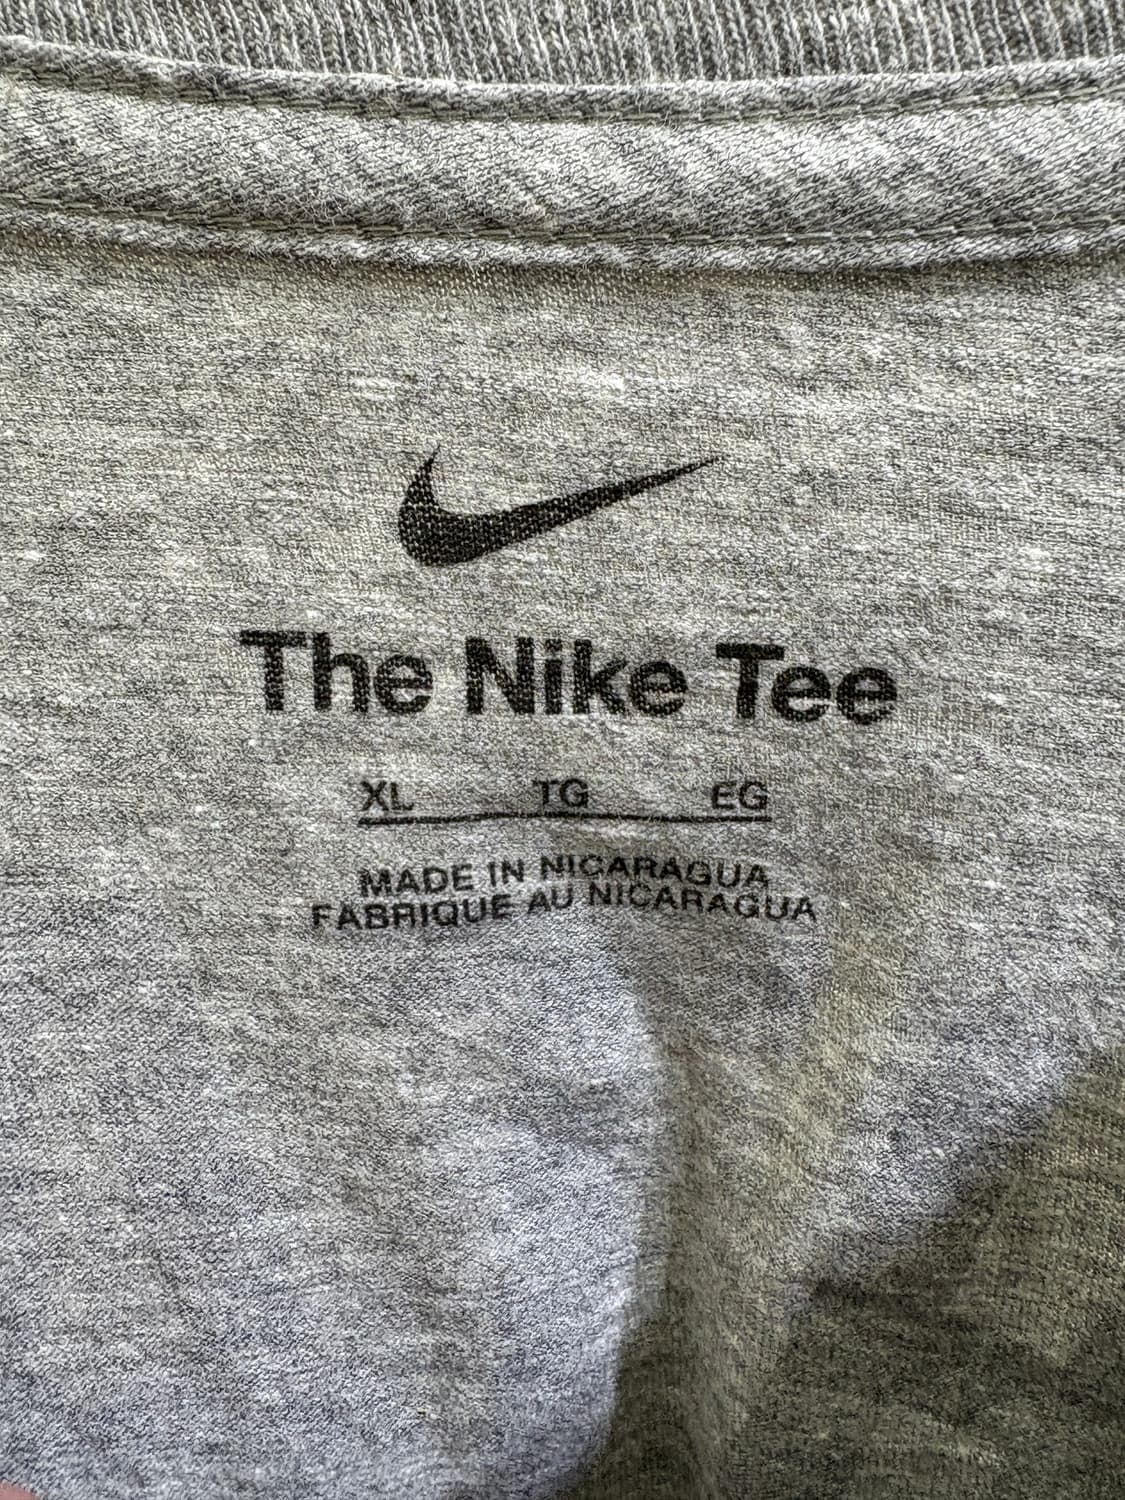 The Nike Tee
XL TG EG
MADE IN NICARAGUA
FABRIQUE AU NICARAGUA